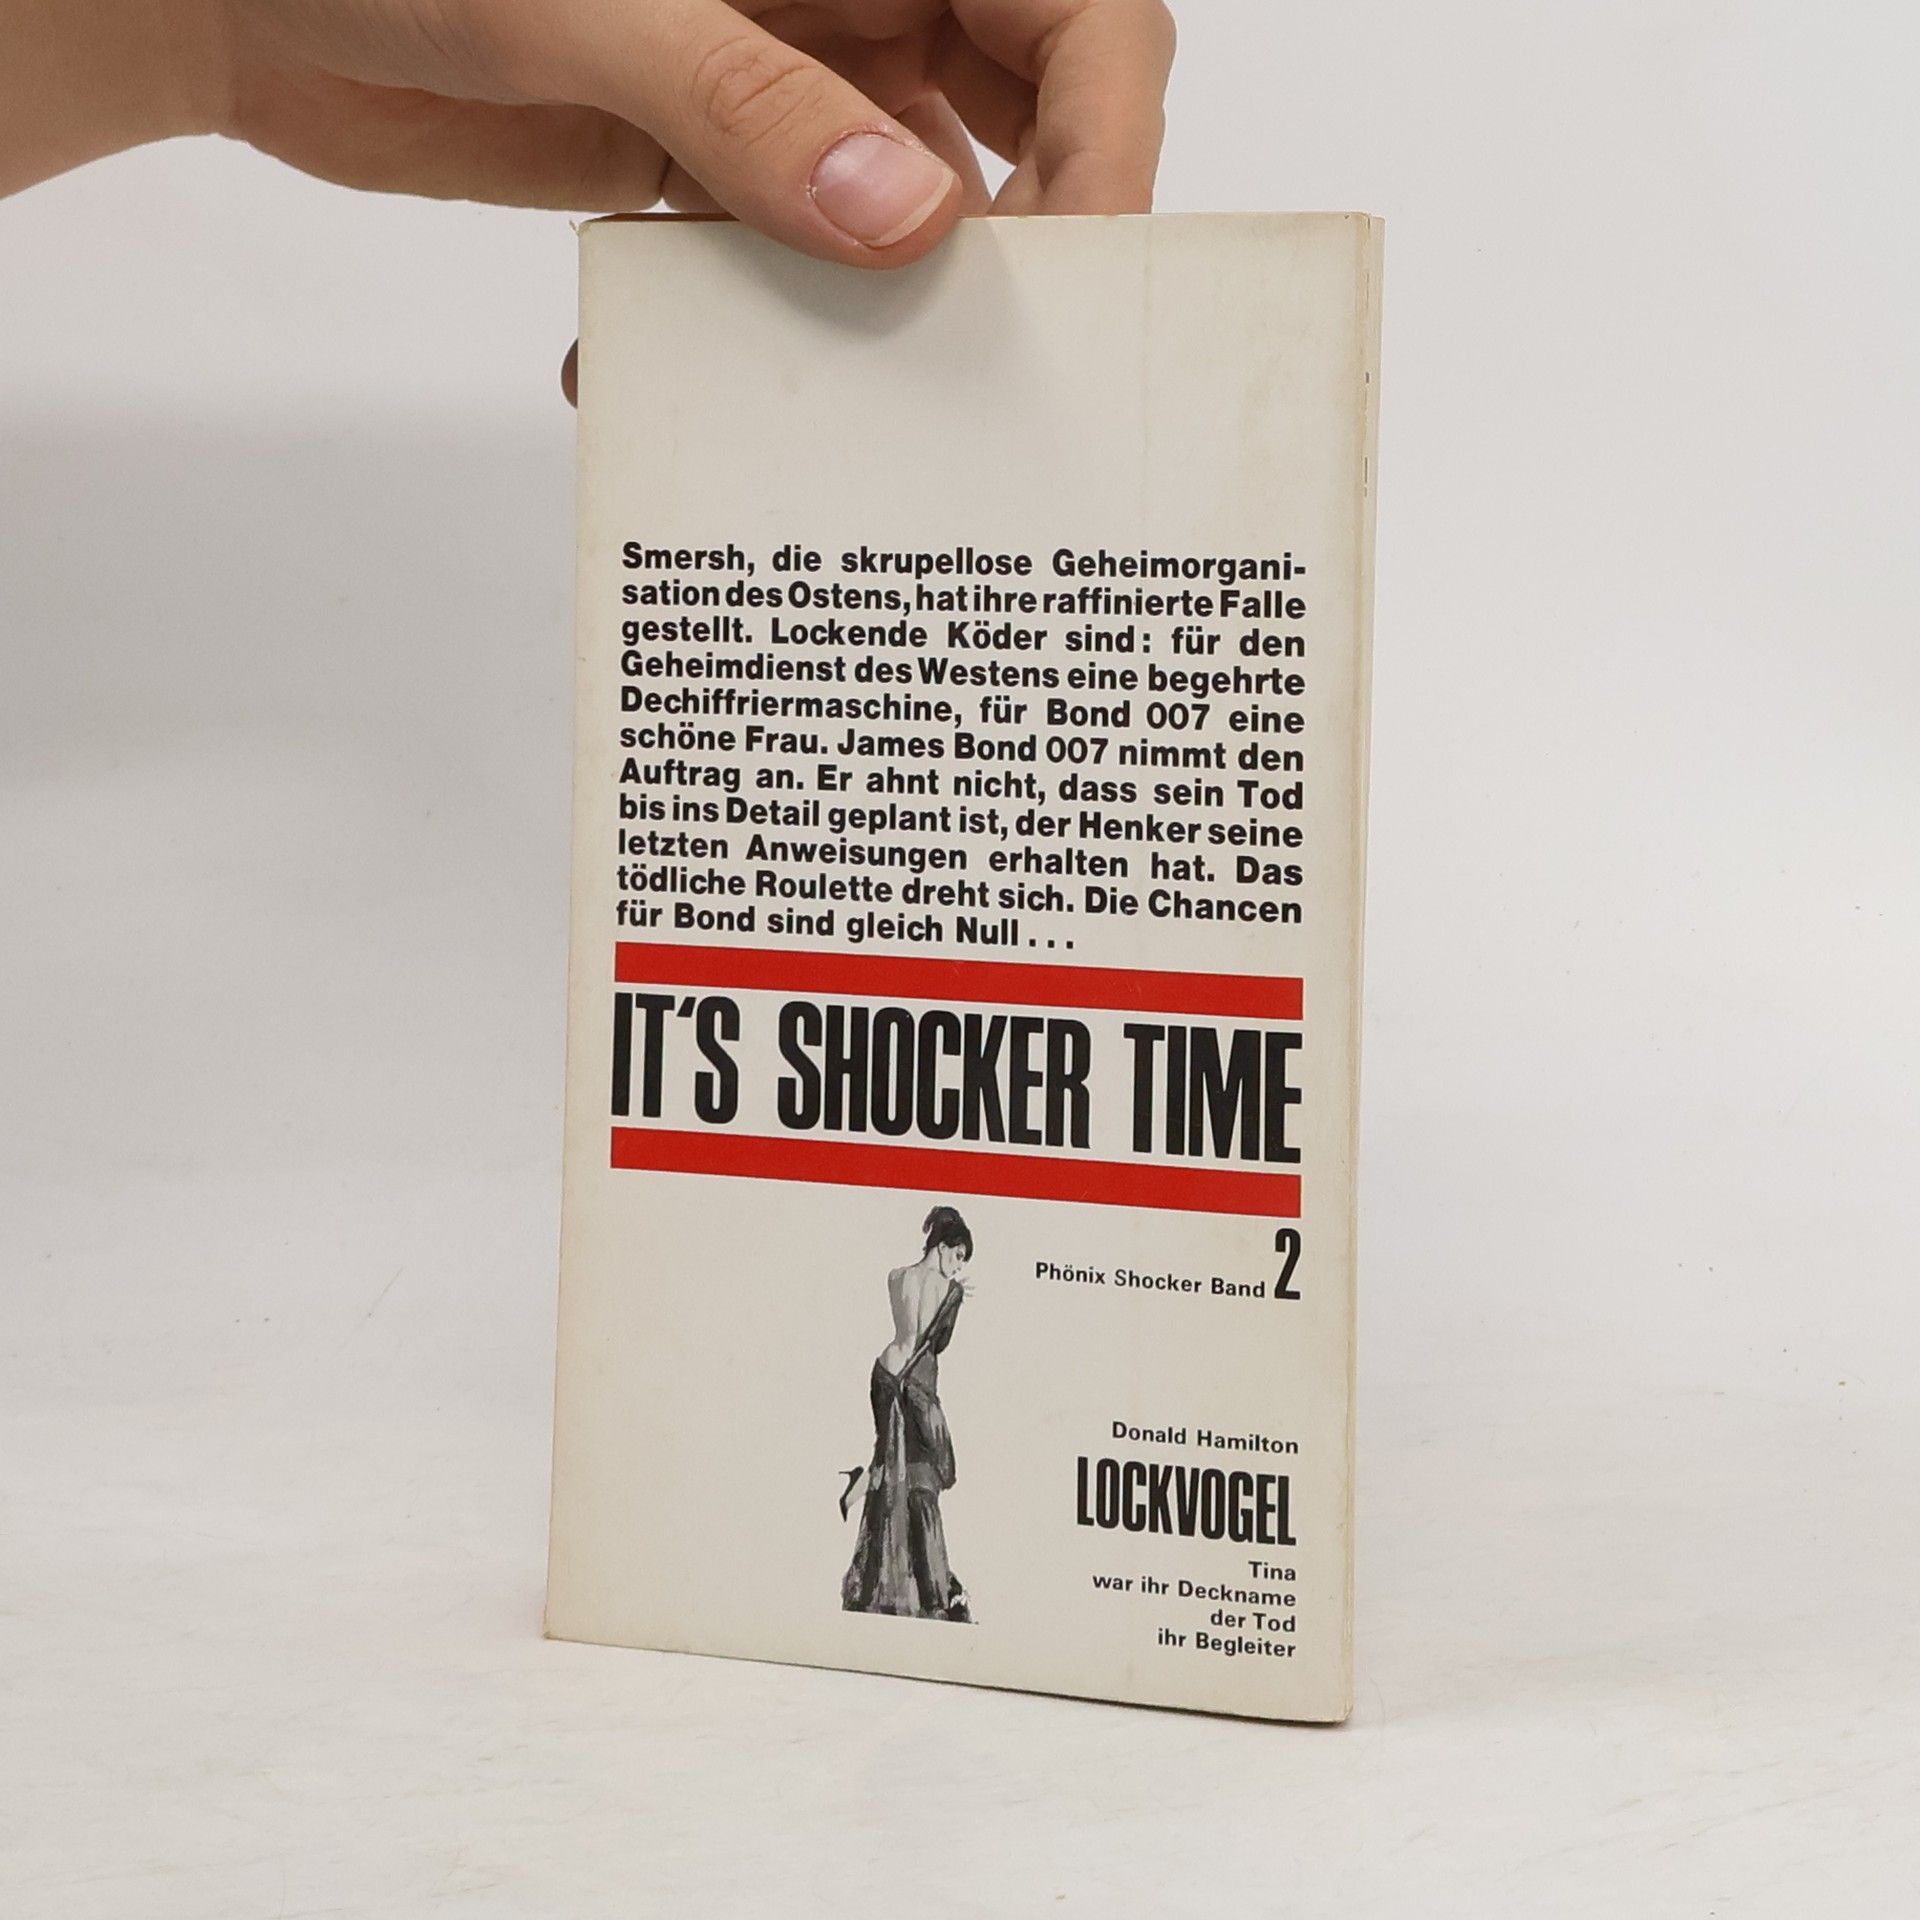 Smersh, die skrupellose Geheimorgani-
sation des Ostens, hat ihre raffinierte Falle
gestellt. Lockende Köder sind: für den
Geheimdienst des Westens eine begehrte
Dechiffriermaschine, für Bond 007 eine
schöne Frau. James Bond 007 nimmt den
Auftrag an. Er ahnt nicht, dass sein Tod
bis ins Detail geplant ist, der Henker seine
letzten Anweisungen erhalten hat. Das
tödliche Roulette dreht sich. Die Chancen
für Bond sind gleich Null . . .
IT'S SHOCKER TIME
Phönix Shocker Band 2
Donald Hamilton
LOCKVOGEL
Tina
war ihr Deckname
der Tod
ihr Begleiter